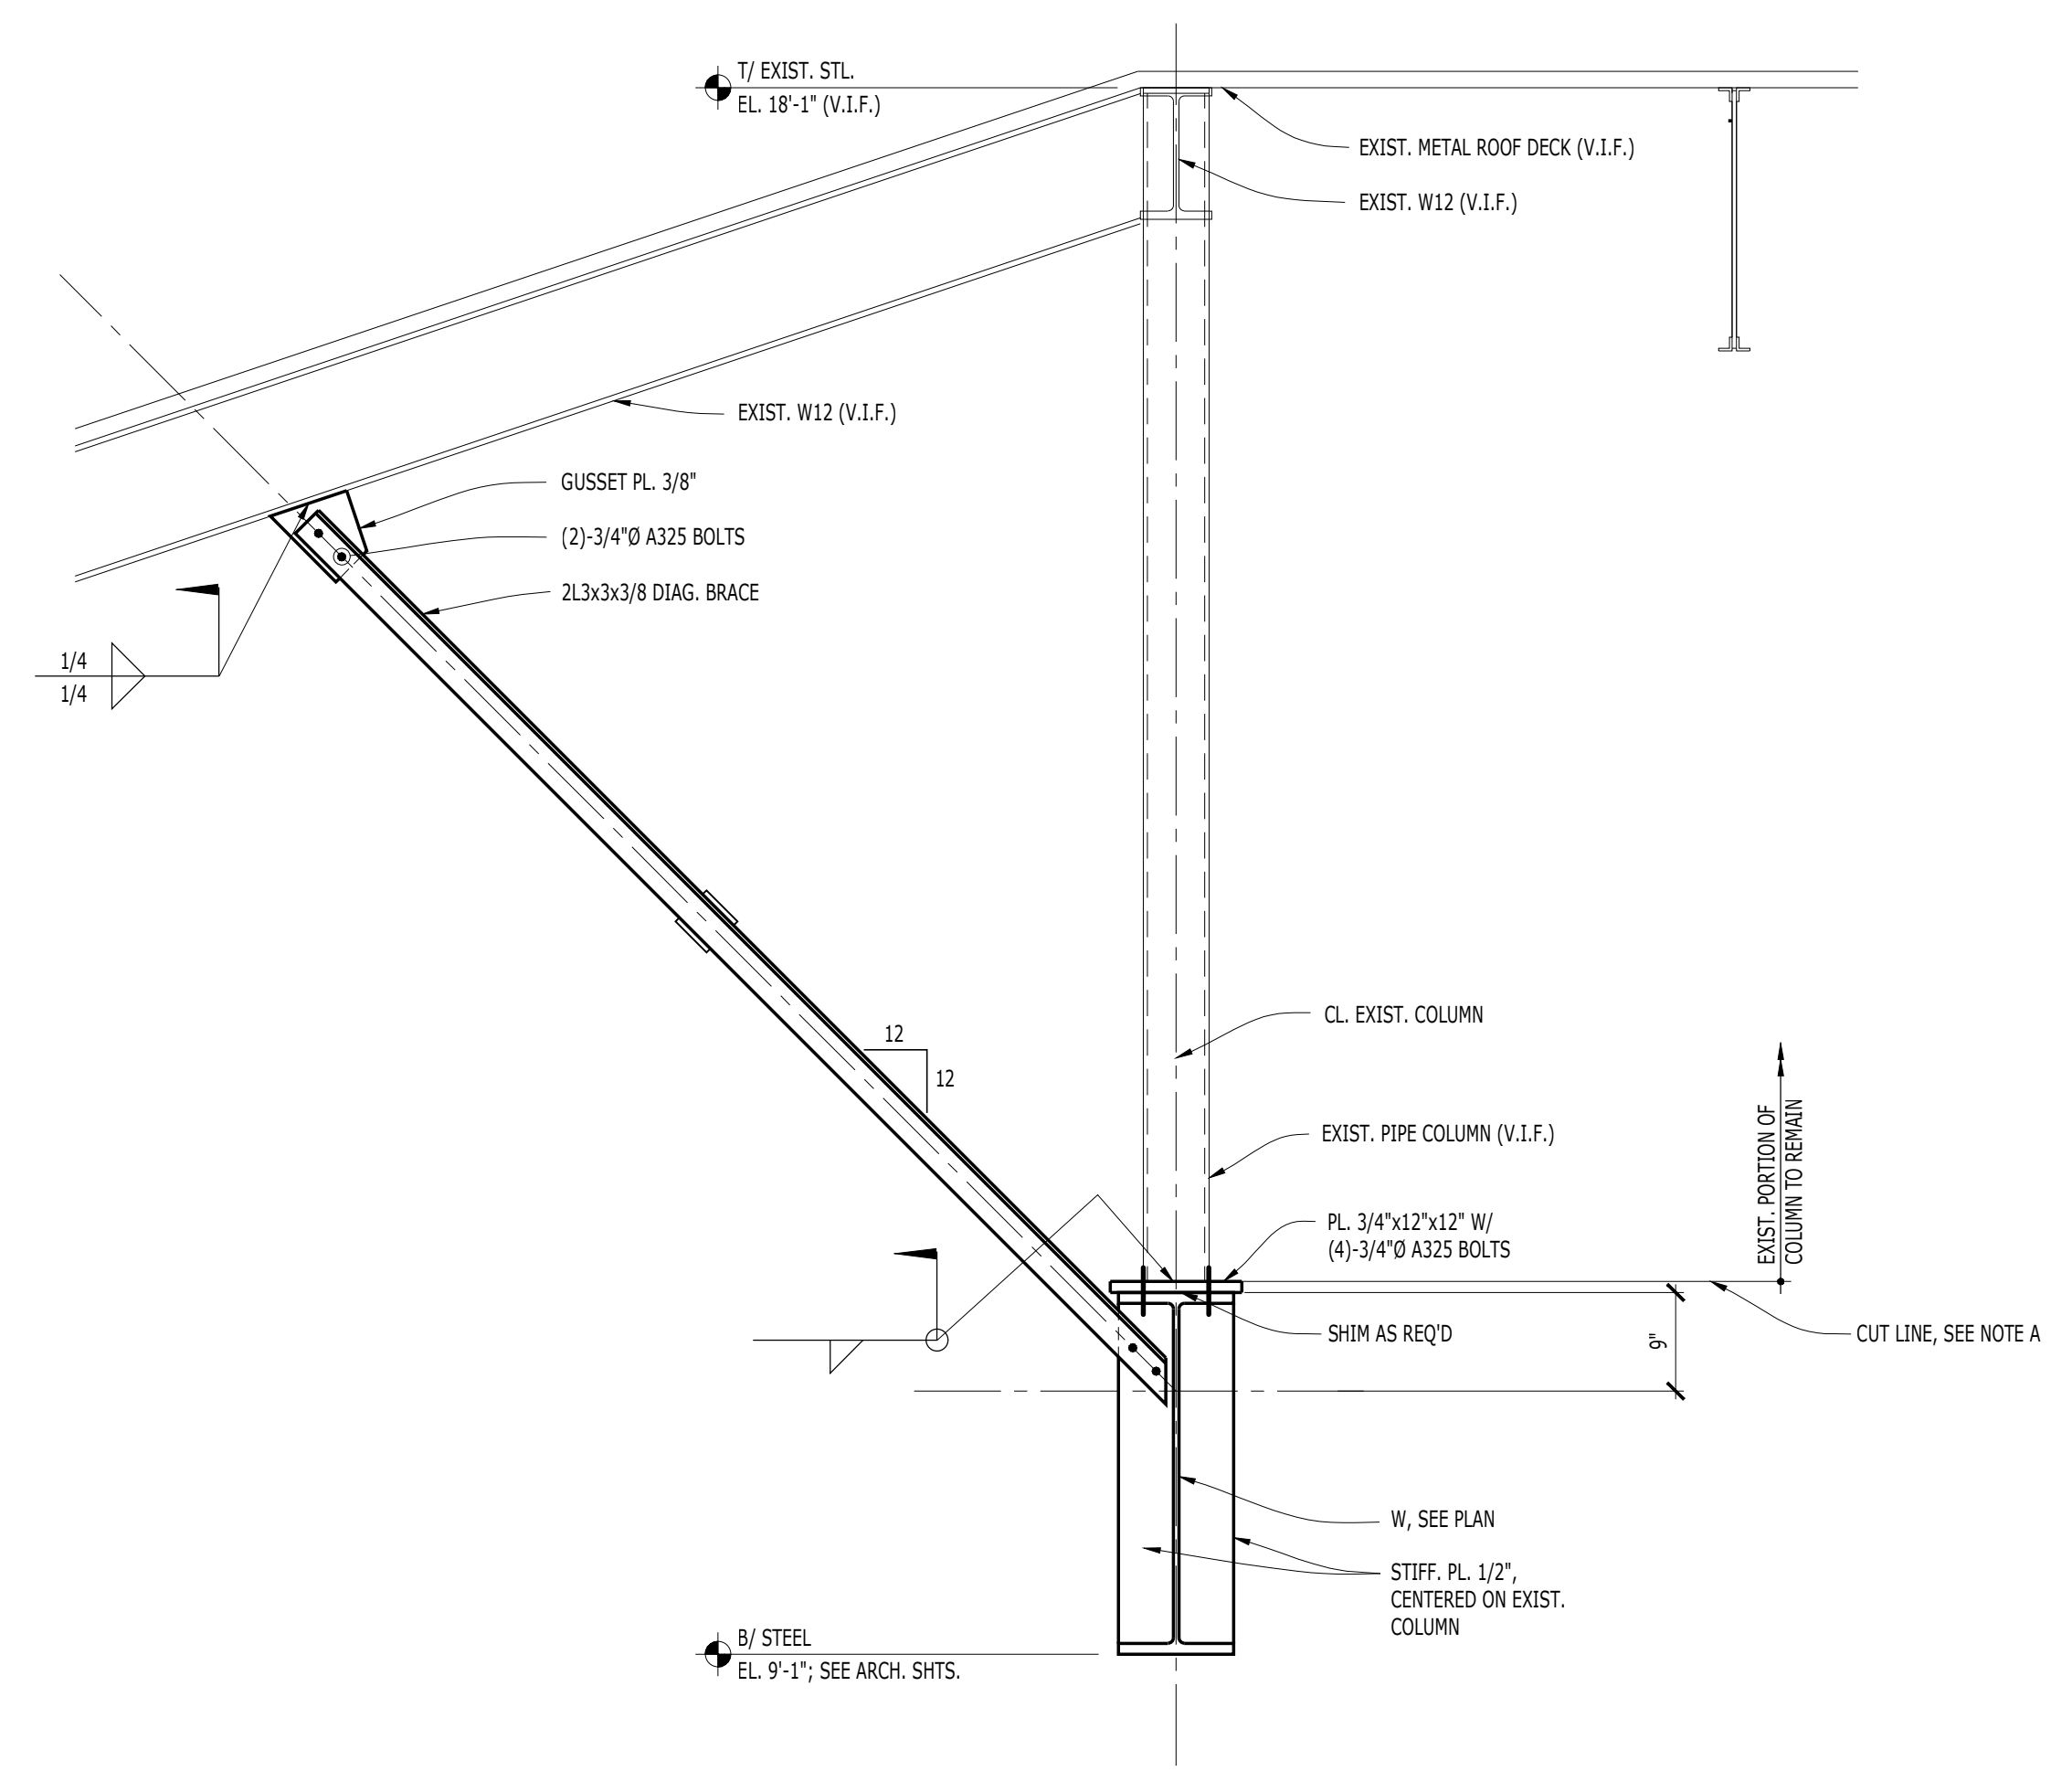 T/ EXIST. STL.
EL. 18'-1" (V.I.F.)
EXIST. METAL ROOF DECK (V.I.F.)
EXIST. W12 (V.I.F.)
EXIST. W12 (V.I.F.)
GUSSET PL. 3/8"
(2)-3/4"Ø A325 BOLTS
2L3x3x3/8 DIAG. BRACE
1/4
1/4
12
12
CL. EXIST. COLUMN
EXIST. PIPE COLUMN (V.I.F.)
EXIST. PORTION OF
COLUMN TO REMAIN
PL. 3/4"x12"x12" W/
(4)-3/4"Ø A325 BOLTS
SHIM AS REQ'D
9"
CUT LINE, SEE NOTE A
W, SEE PLAN
STIFF. PL. 1/2",
CENTERED ON EXIST.
COLUMN
B/ STEEL
EL. 9'-1"; SEE ARCH. SHTS.